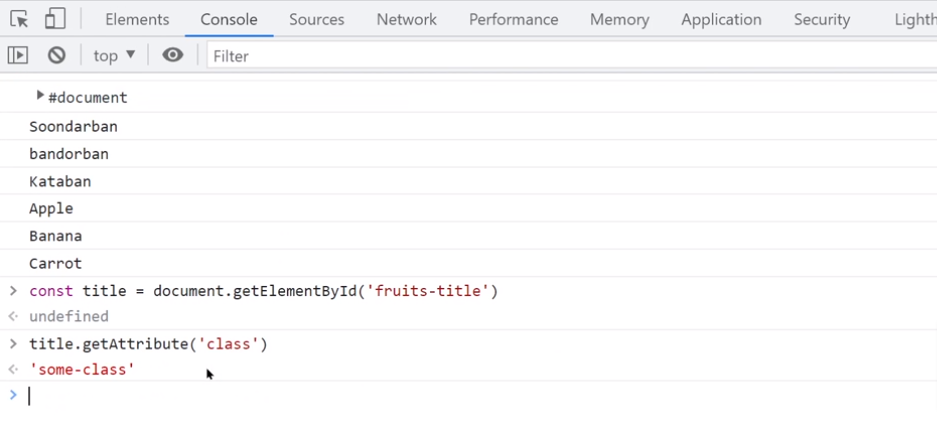 Elements Console Sources Network Performance Memory Application Security Lighth
top Filter
#document
Soondarban
bandorban
Kataban
Apple
Banana
Carrot
> const title = document.getElementById('fruits-title')
undefined
> title.getAttribute('class')
'some-class'
>